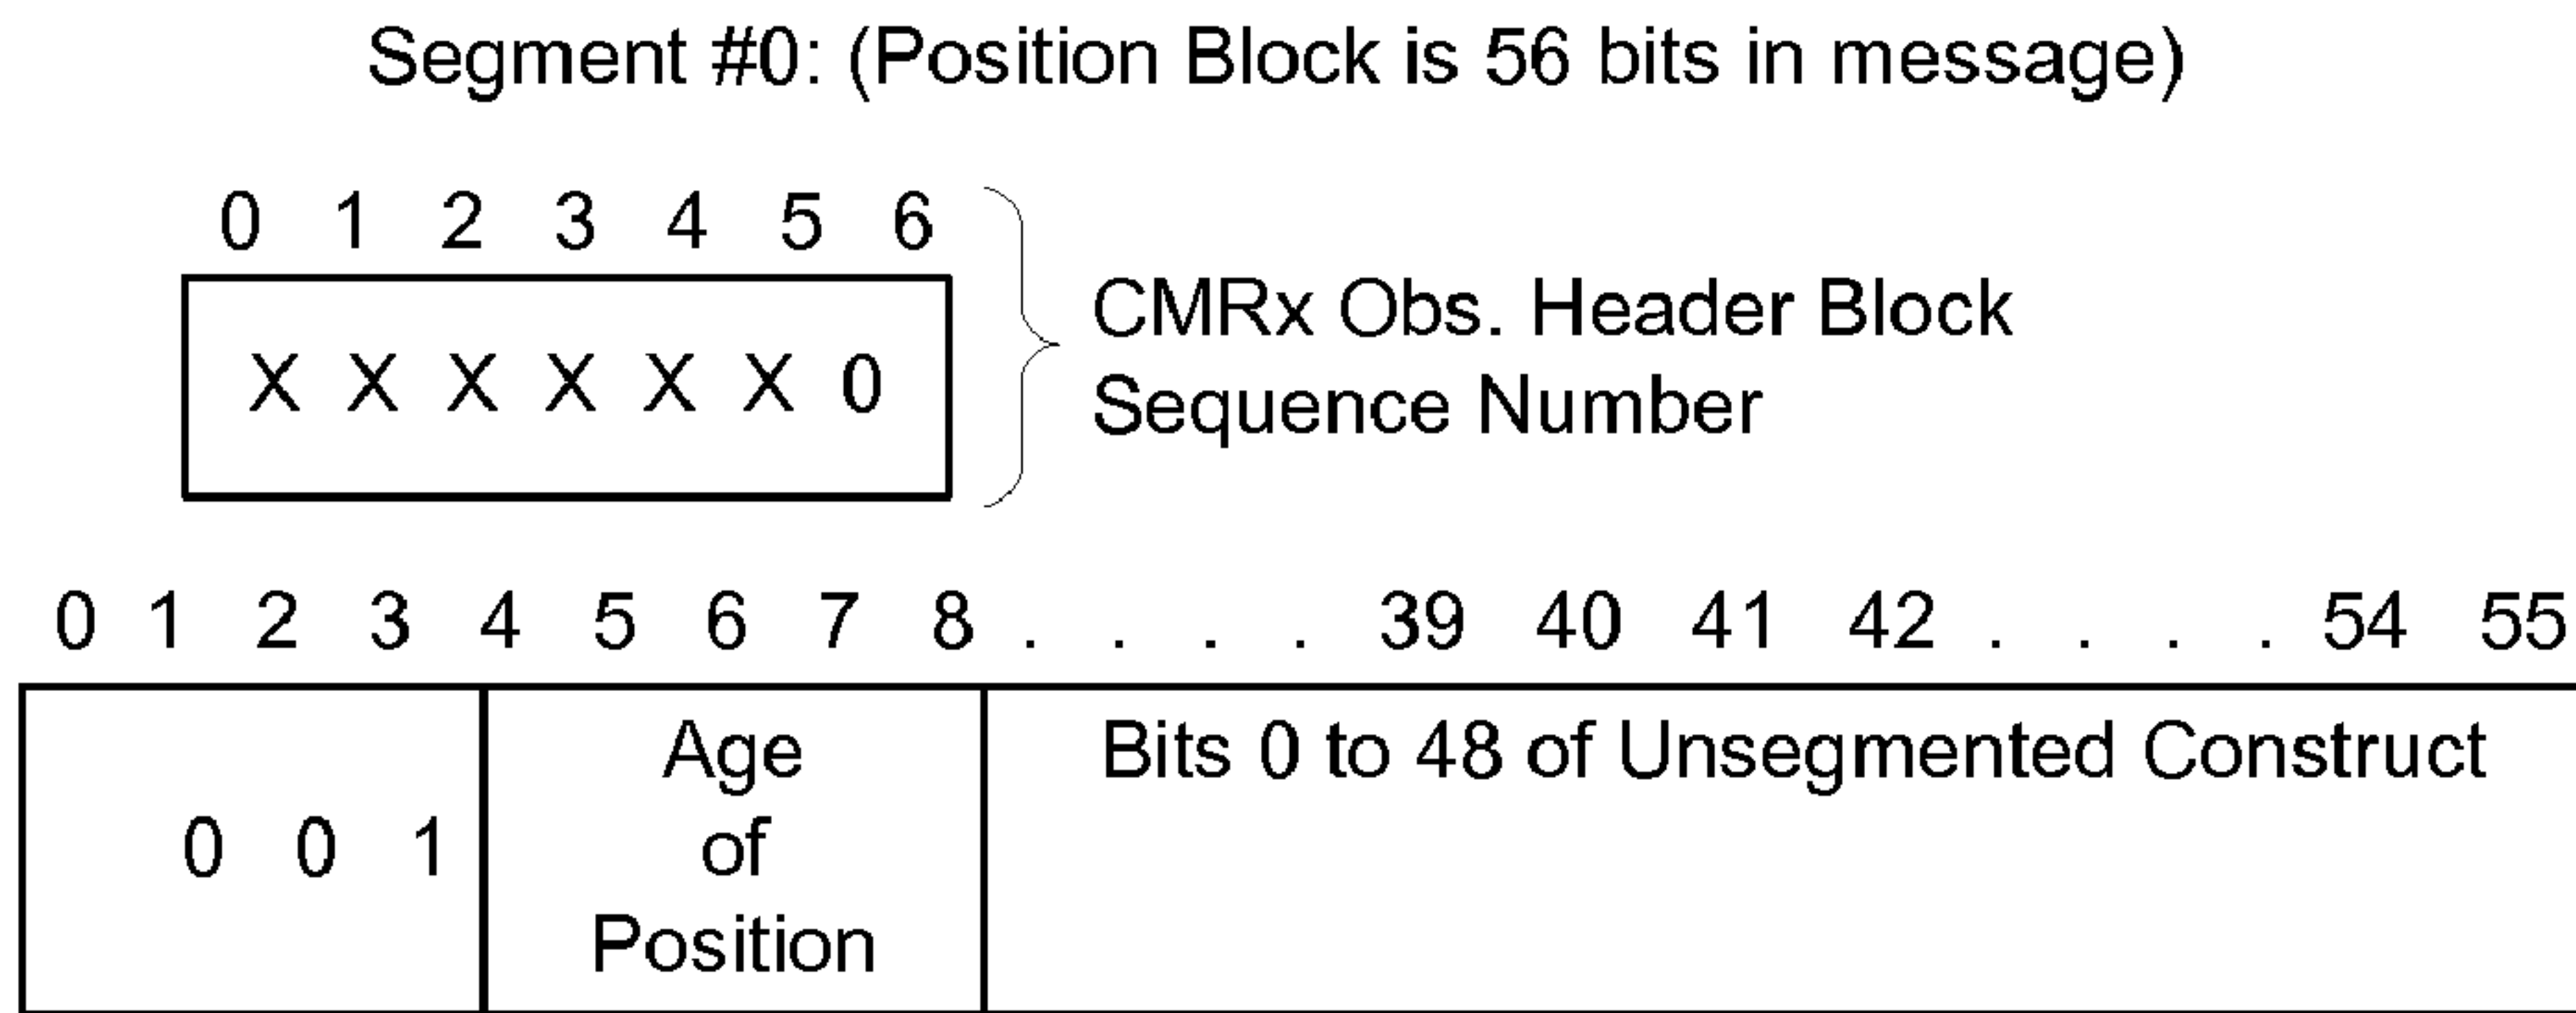 Segment #0: (Position Block is 56 bits in message)
0 1 2 3 4 5 6
X X X X X X 0
CMRx Obs. Header Block
Sequence Number
0 1 2 3 4 5 6 7 8 . . . . 39 40 41 42 . . . . 54 55
0 0 1
Age
of
Position
Bits 0 to 48 of Unsegmented Construct